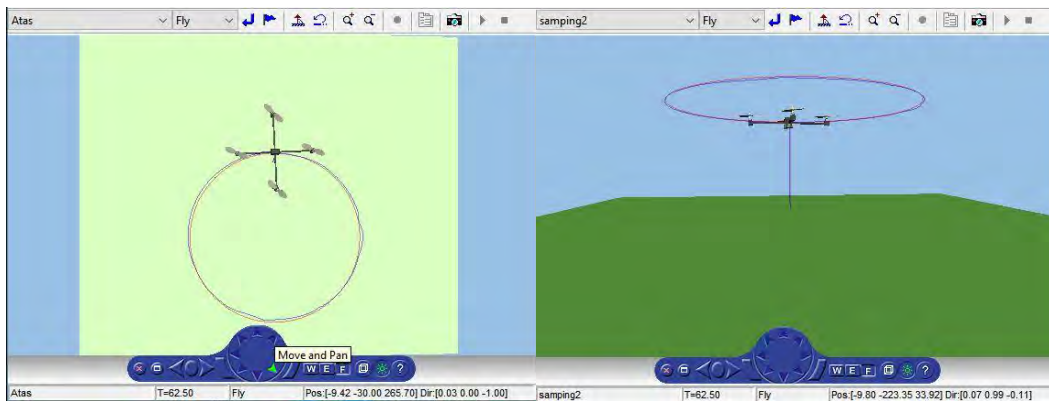 Atas
Fly
samping2
Fly
Move and Pan
W E F
?
W E F
?
Atas
T=62.50
Fly
Pos:[-9.42 -30.00 265.70] Dir:[0.03 0.00 -1.00]
samping2
T=62.50
Fly
Pos:[-9.80 -223.35 33.92] Dir:[0.07 0.99 -0.11]